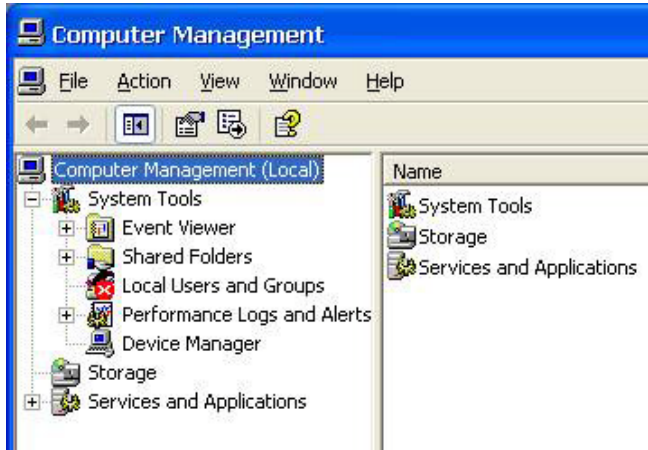 Computer Management
File Action View Window Help
Computer Management (Local)
System Tools
Event Viewer
Shared Folders
Local Users and Groups
Performance Logs and Alerts
Device Manager
Storage
Services and Applications
Name
System Tools
Storage
Services and Applications